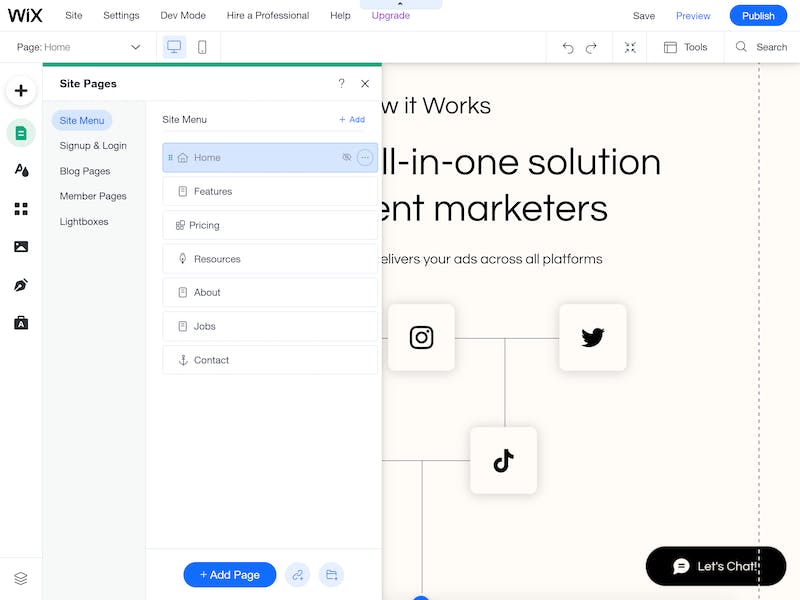 WiX Site Settings Dev Mode Hire a Professional Help Upgrade Save Preview Publish
Page: Home Tools Search
Site Pages ?
Site Menu
Signup & Login
Blog Pages
Member Pages
Lightboxes
Site Menu + Add
Home
Features
Pricing
Resources
About
Jobs
Contact
+ Add Page
it Works
ll-in-one solution
ent marketers
elivers your ads across all platforms
Let's Chat!